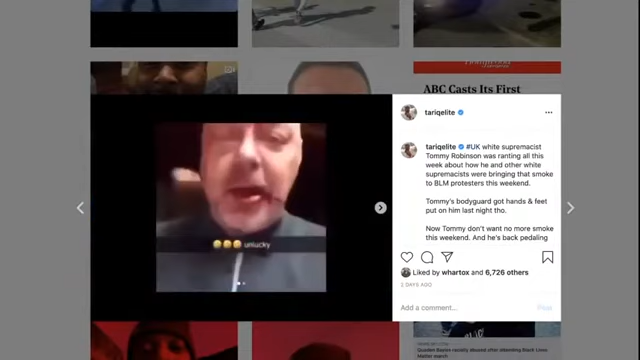 ABC Casts Its First
tariqelite
tariqelite #UK white supremacist
Tommy Robinson was ranting all this
week about how he and other white
supremacists were bringing that smoke
to BLM protesters this weekend.
Tommy's bodyguard got hands & feet
put on him last night tho.
Now Tommy don't want no more smoke
this weekend. And he's back pedaling
unlucky
Liked by whartox and 6,726 others
2 DAYS AGO
Add a comment...
Post